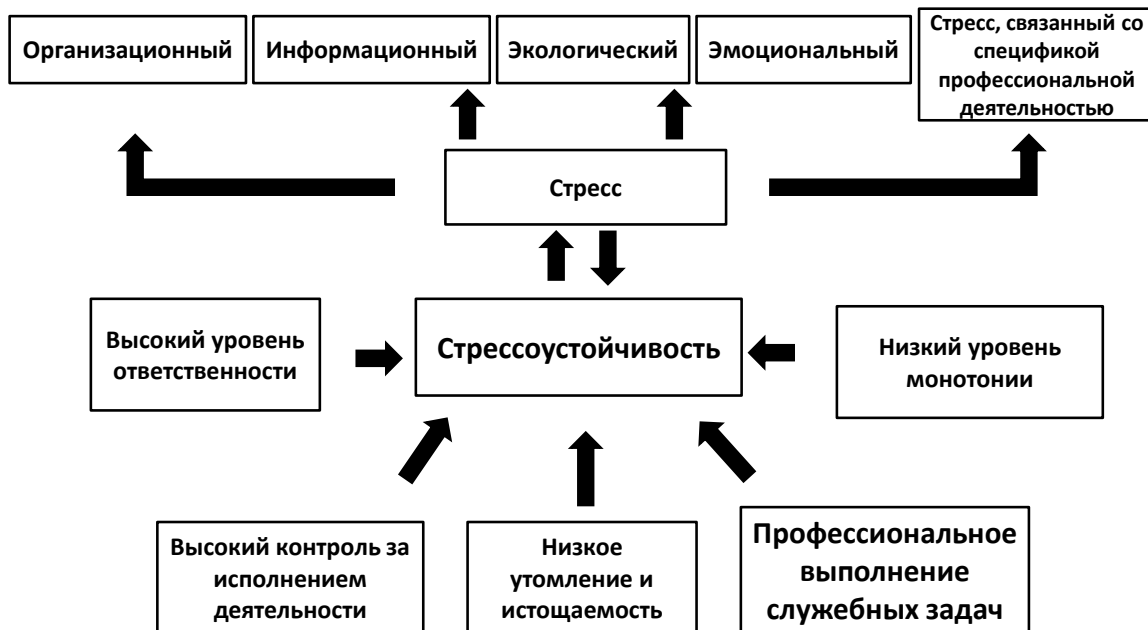 Организационный
Информационный
Экологический
Эмоциональный
Стресс, связанный со
спецификой
профессиональной
деятельностью
Стресс
Высокий уровень
ответственности
Стрессоустойчивость
Низкий уровень
монотонии
Высокий контроль за
исполнением
деятельности
Низкое
утомление и
истощаемость
Профессиональное
выполнение
служебных задач